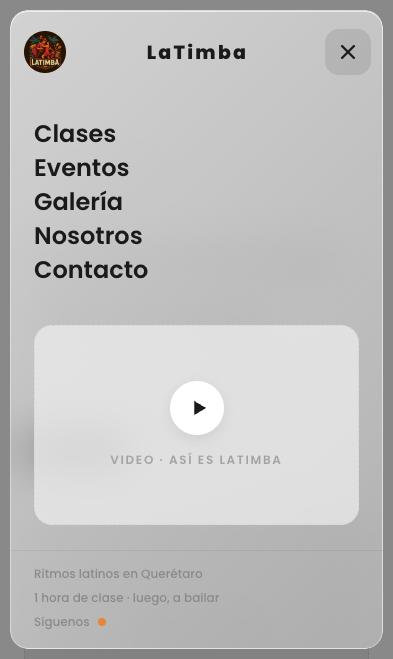 LATIMBA
LaTimba
Clases
Eventos
Galería
Nosotros
Contacto
VIDEO · ASÍ ES LATIMBA
Ritmos latinos en Querétaro
1 hora de clase · luego, a bailar
Síguenos